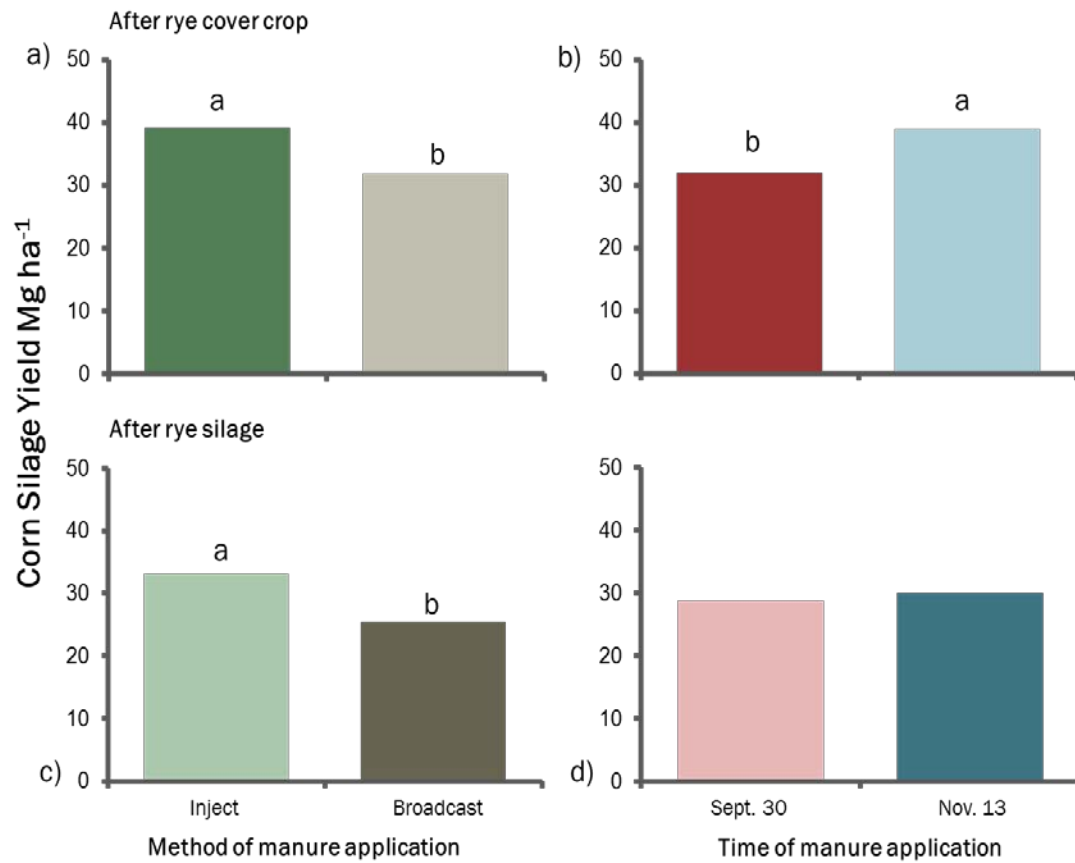 After rye cover crop
a)
50
40
30
20
10
0
a
b
b)
50
40
30
20
10
0
b
a
Corn Silage Yield Mg ha⁻¹
After rye silage
50
40
30
20
10
0
c)
a
b
Inject
Broadcast
Method of manure application
50
40
30
20
10
0
d)
Sept. 30
Nov. 13
Time of manure application